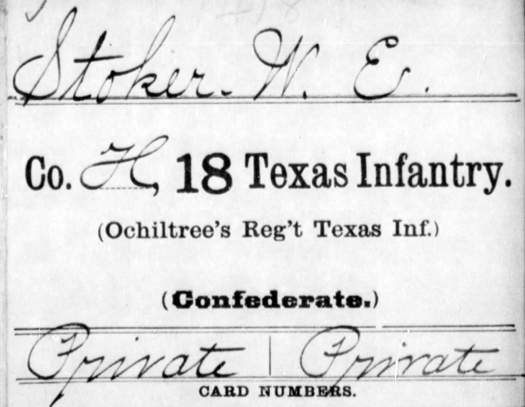 Stoker. W. E.
Co. H, 18 Texas Infantry.
(Ochiltree's Reg't Texas Inf.)
(Confederate.)
Private | Private
CARD NUMBERS.